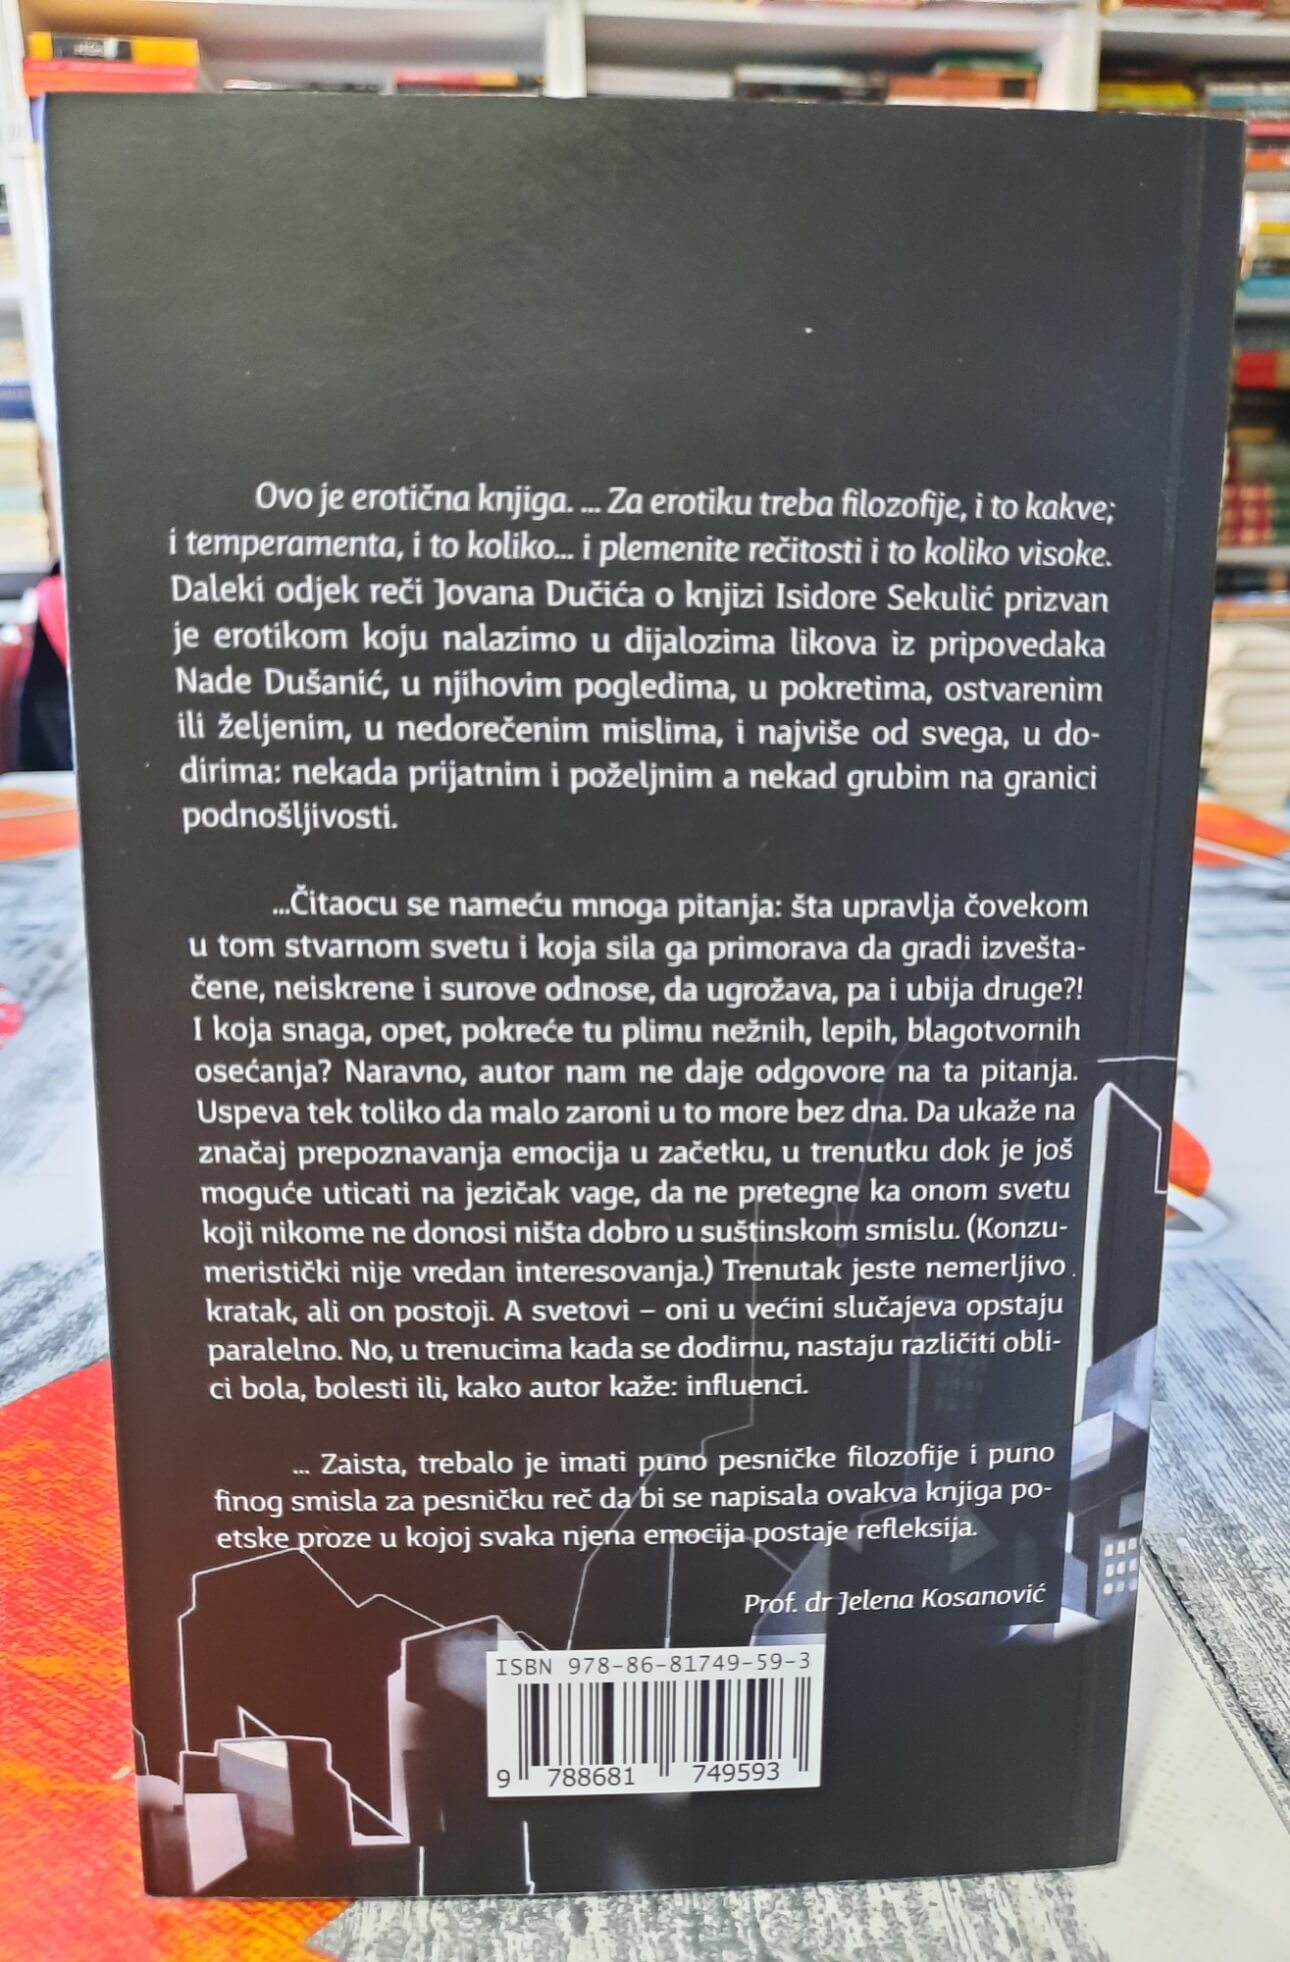 Ovo je erotična knjiga. ... Za erotiku treba filozofije, i to kakve;
i temperamenta, i to koliko... i plemenite rečitosti i to koliko visoke.
Daleki odjek reči Jovana Dučića o knjizi Isidore Sekulić prizvan
je erotikom koju nalazimo u dijalozima likova iz pripovedaka
Nade Dušanić, u njihovim pogledima, u pokretima, ostvarenim
ili željenim, u nedorečenim mislima, i najviše od svega, u do-
dirima: nekada prijatnim i poželjnim a nekad grubim na granici
podnošljivosti.
...Čitaocu se nameću mnoga pitanja: šta upravlja čovekom
u tom stvarnom svetu i koja sila ga primorava da gradi izvešta-
čene, neiskrene i surove odnose, da ugrožava, pa i ubija druge?!
I koja snaga, opet, pokreće tu plimu nežnih, lepih, blagotvornih
osećanja? Naravno, autor nam ne daje odgovore na ta pitanja.
Uspeva tek toliko da malo zaroni u to more bez dna. Da ukaže na
značaj prepoznavanja emocija u začetku, u trenutku dok je još
moguće uticati na jezičak vage, da ne pretegne ka onom svetu
koji nikome ne donosi ništa dobro u suštinskom smislu. (Konzu-
meristički nije vredan interesovanja.) Trenutak jeste nemerljivo
kratak, ali on postoji. A svetovi – oni u većini slučajeva opstaju
paralelno. No, u trenucima kada se dodirnu, nastaju različiti obli-
ci bola, bolesti ili, kako autor kaže: influenci.
... Zaista, trebalo je imati puno pesničke filozofije i puno
finog smisla za pesničku reč da bi se napisala ovakva knjiga po-
etske proze u kojoj svaka njena emocija postaje refleksija.
Prof. dr Jelena Kosanović
ISBN 978-86-81749-59-3
9 788681 749593